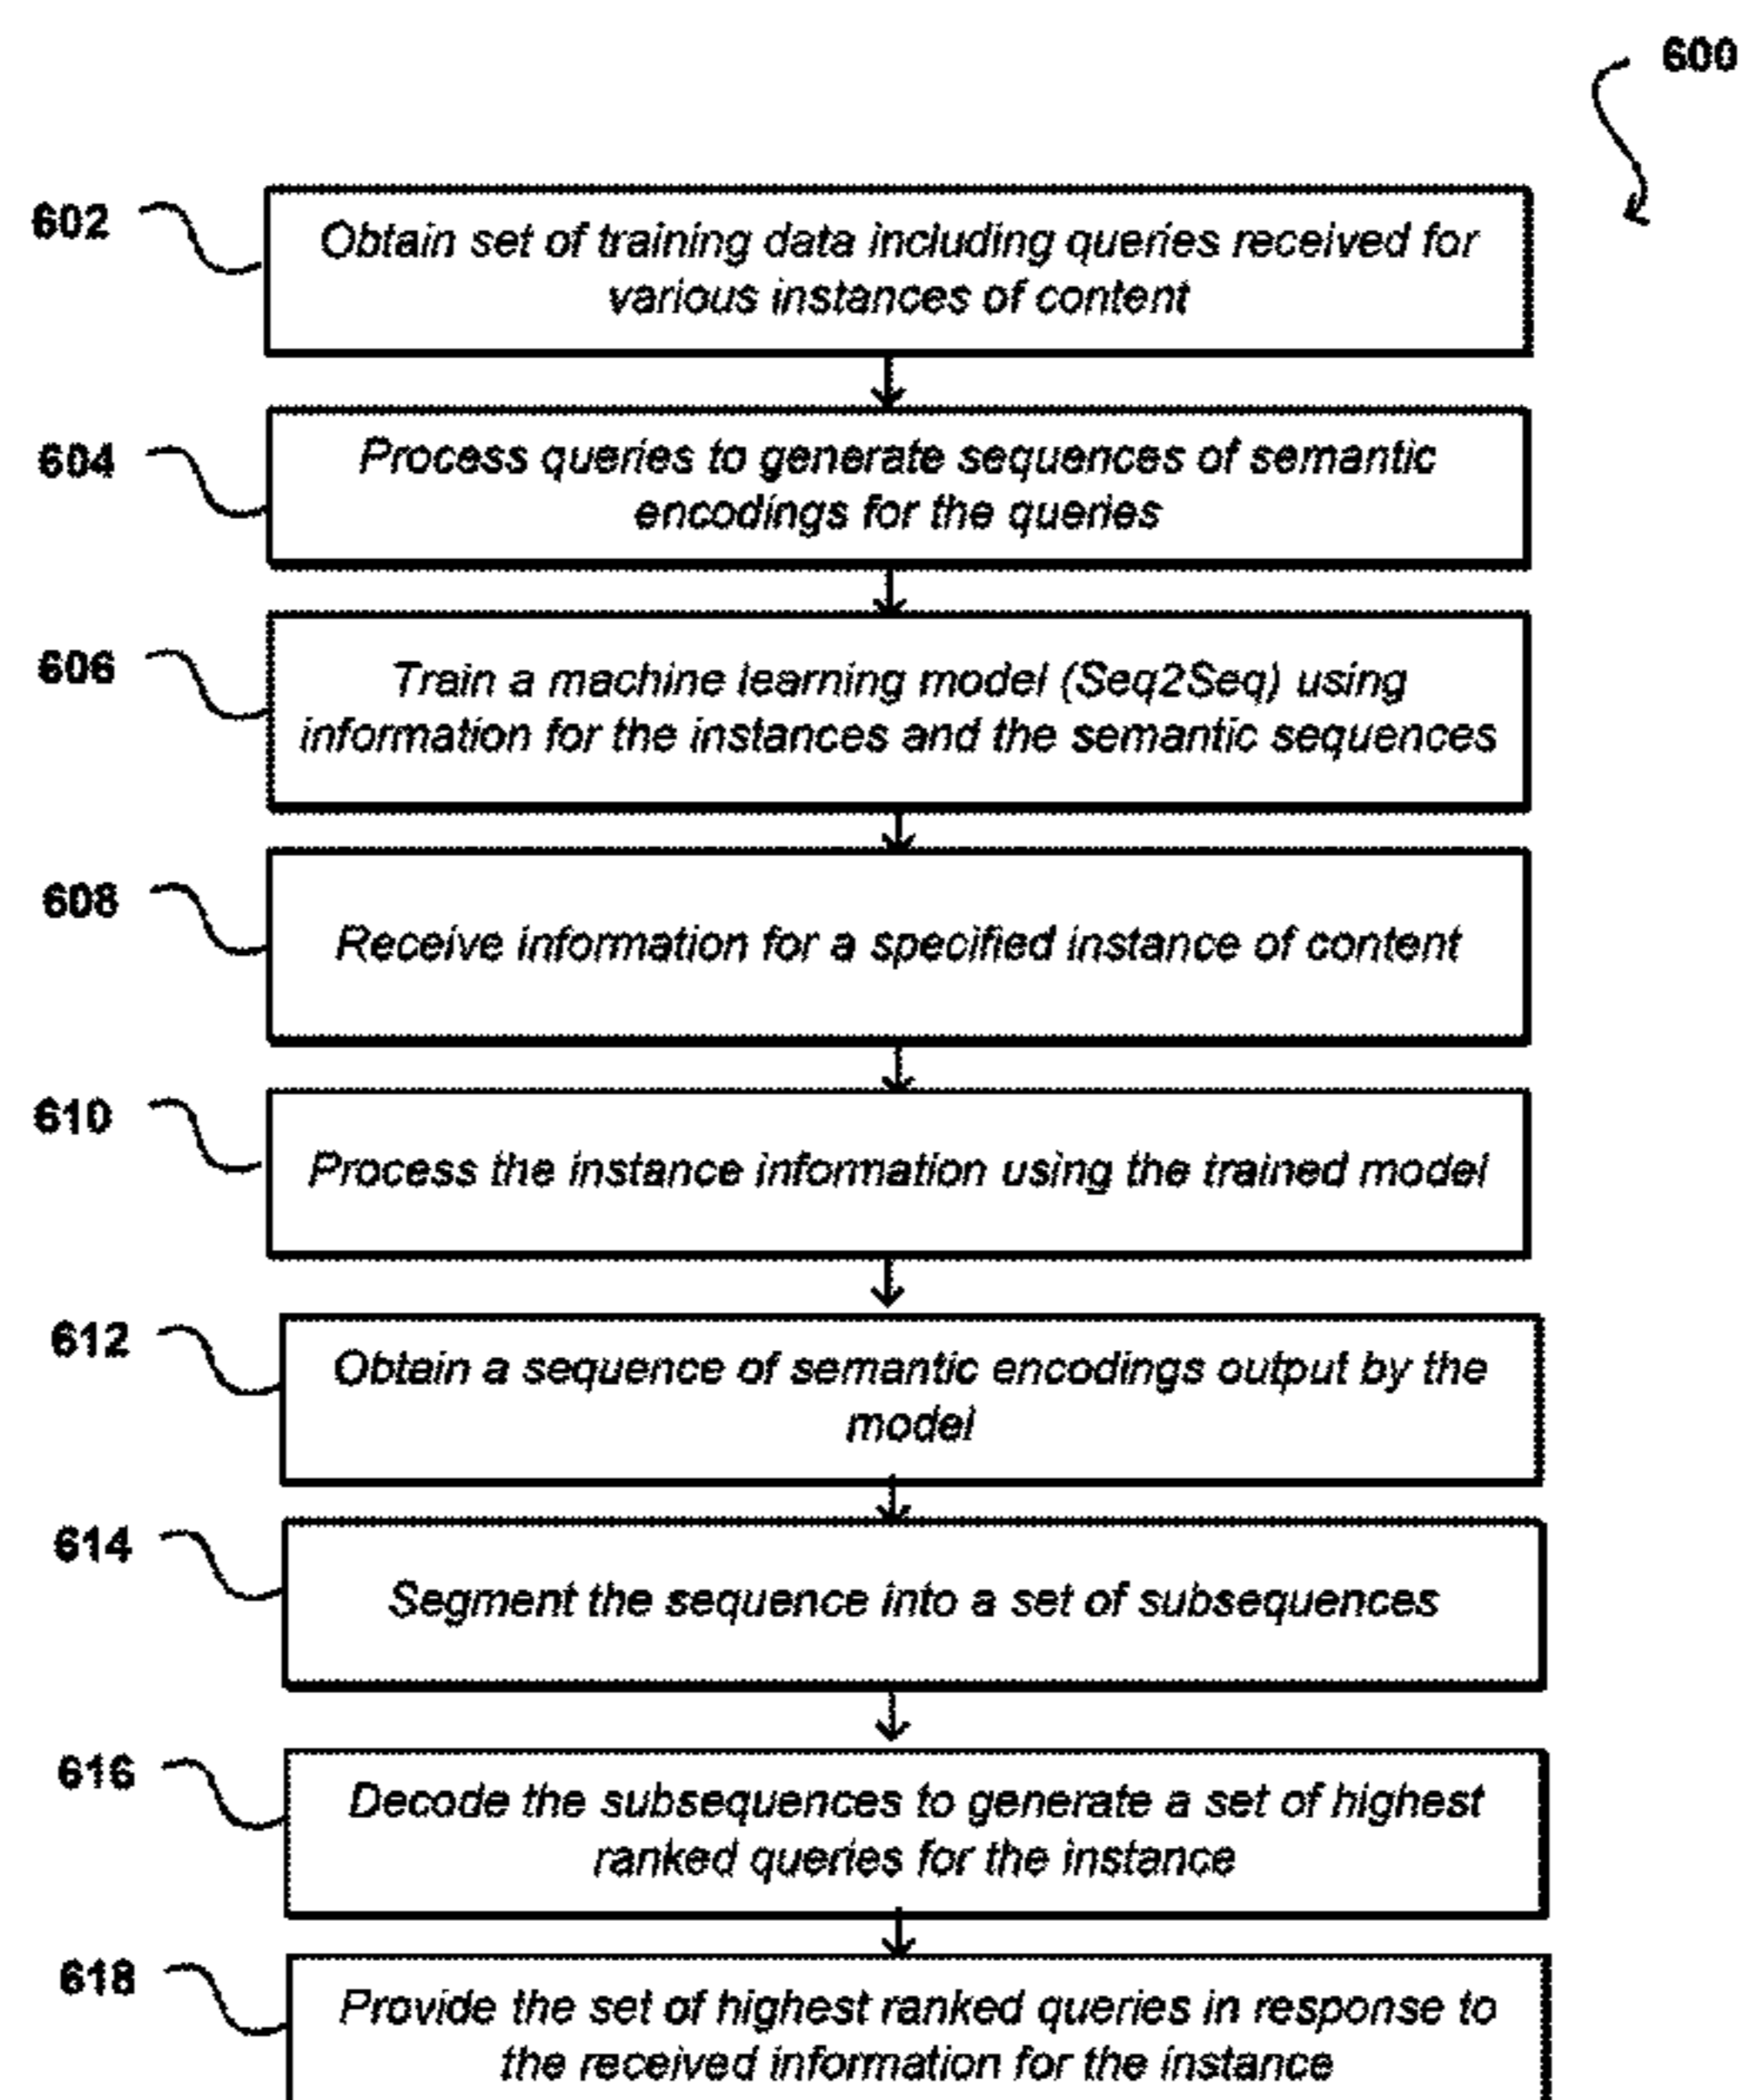 600
602
Obtain set of training data including queries received for
various instances of content
604
Process queries to generate sequences of semantic
encodings for the queries
606
Train a machine learning model (Seq2Seq) using
information for the instances and the semantic sequences
608
Receive information for a specified instance of content
610
Process the instance information using the trained model
612
Obtain a sequence of semantic encodings output by the
model
614
Segment the sequence into a set of subsequences
616
Decode the subsequences to generate a set of highest
ranked queries for the instance
618
Provide the set of highest ranked queries in response to
the received information for the instance